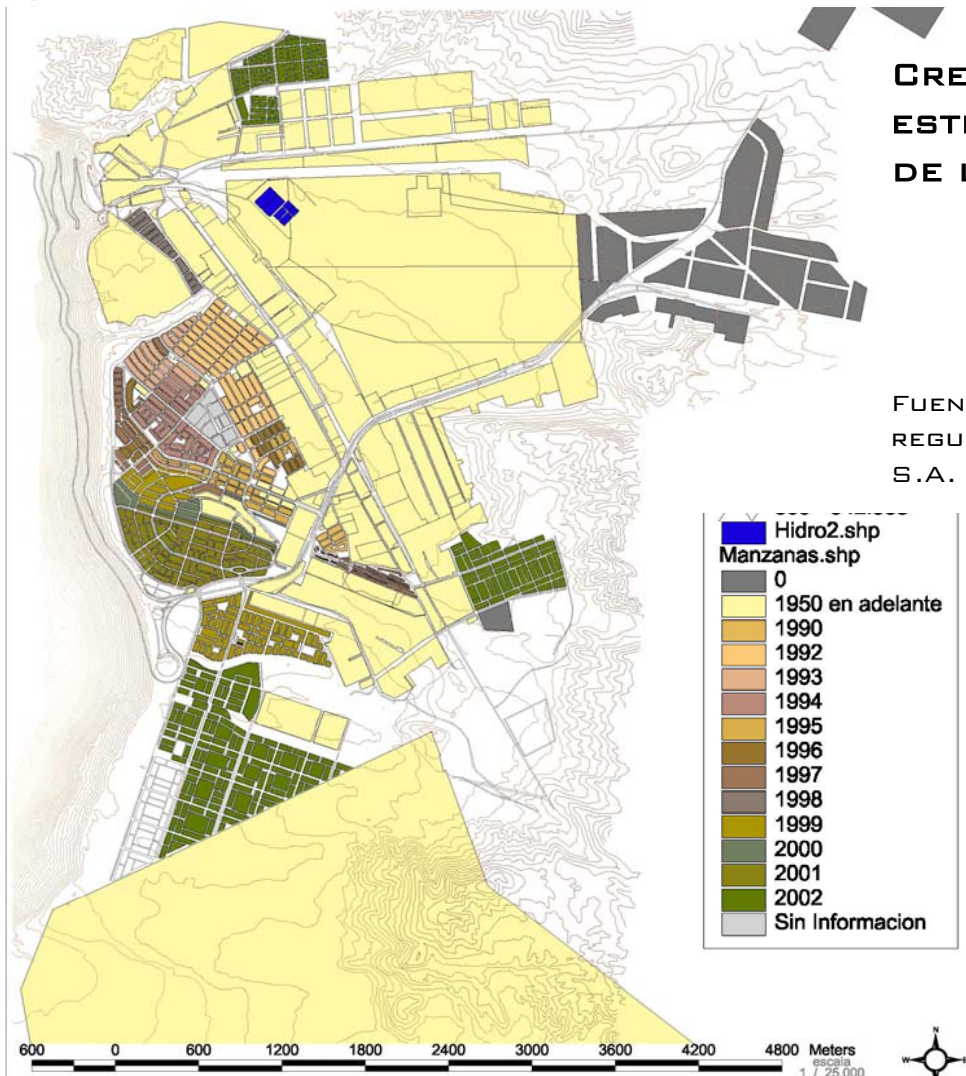 CRE
EST
DE
FUEN
REGU
S.A.
Hidro2.shp
Manzanas.shp
0
1950 en adelante
1990
1992
1993
1994
1995
1996
1997
1998
1999
2000
2001
2002
Sin Informacion
600 0 600 1200 1800 2400 3000 3600 4200 4800 Meters
escala
1 / 25.000
N
W E